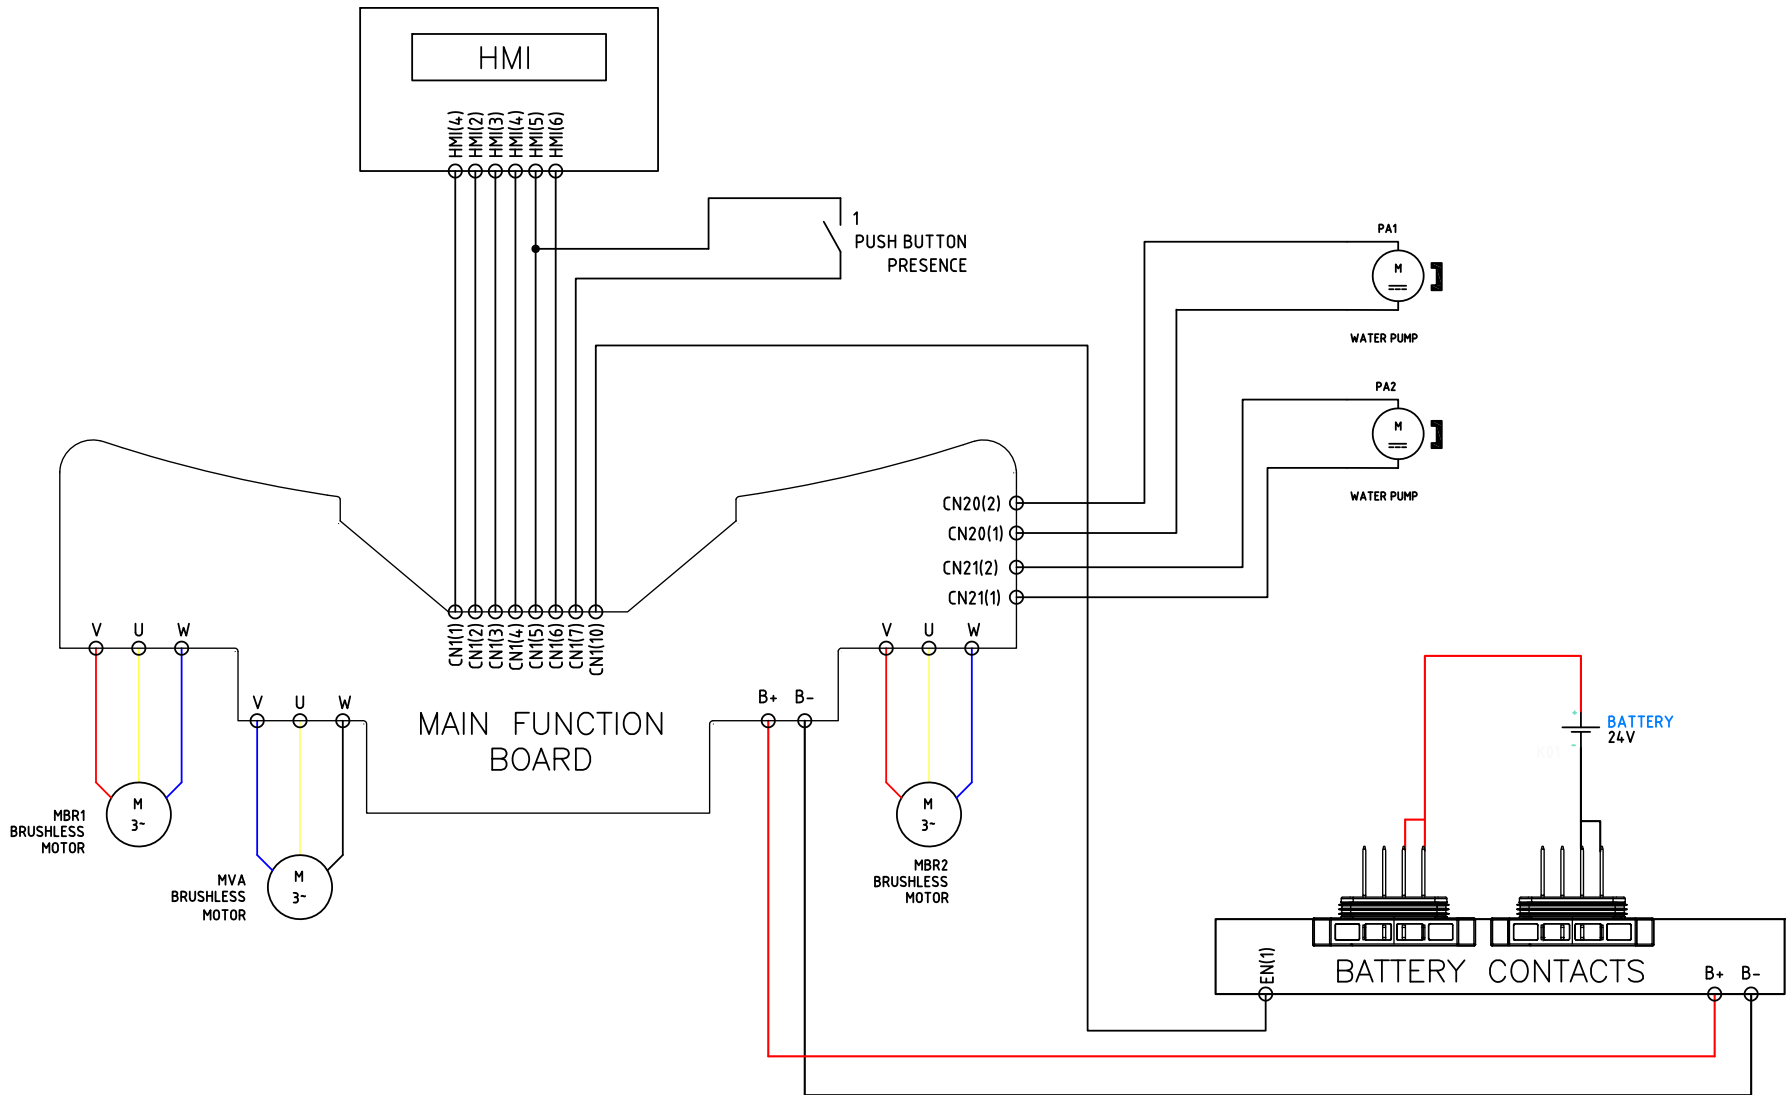 HMI
HMI(4)
HMI(2)
HMI(3)
HMI(4)
HMI(5)
HMI(6)
1
PUSH BUTTON
PRESENCE
PA1
M
WATER PUMP
PA2
M
WATER PUMP
CN20(2)
CN20(1)
CN21(2)
CN21(1)
CN1(1)
CN1(2)
CN1(3)
CN1(4)
CN1(5)
CN1(6)
CN1(7)
CN1(10)
V U W
V U W
V U W
B+ B-
MAIN FUNCTION
BOARD
M
3~
MBR1
BRUSHLESS
MOTOR
M
3~
MVA
BRUSHLESS
MOTOR
M
3~
MBR2
BRUSHLESS
MOTOR
+
BATTERY
24V
-
EN(1)
BATTERY CONTACTS
B+ B-